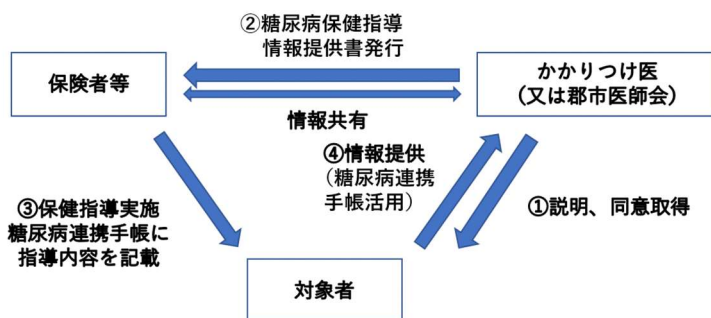 ②糖尿病保健指導
情報提供書発行
保険者等
かかりつけ医
(又は郡市医師会)
情報共有
④情報提供
(糖尿病連携
手帳活用)
③保健指導実施
糖尿病連携手帳に
指導内容を記載
①説明、同意取得
対象者